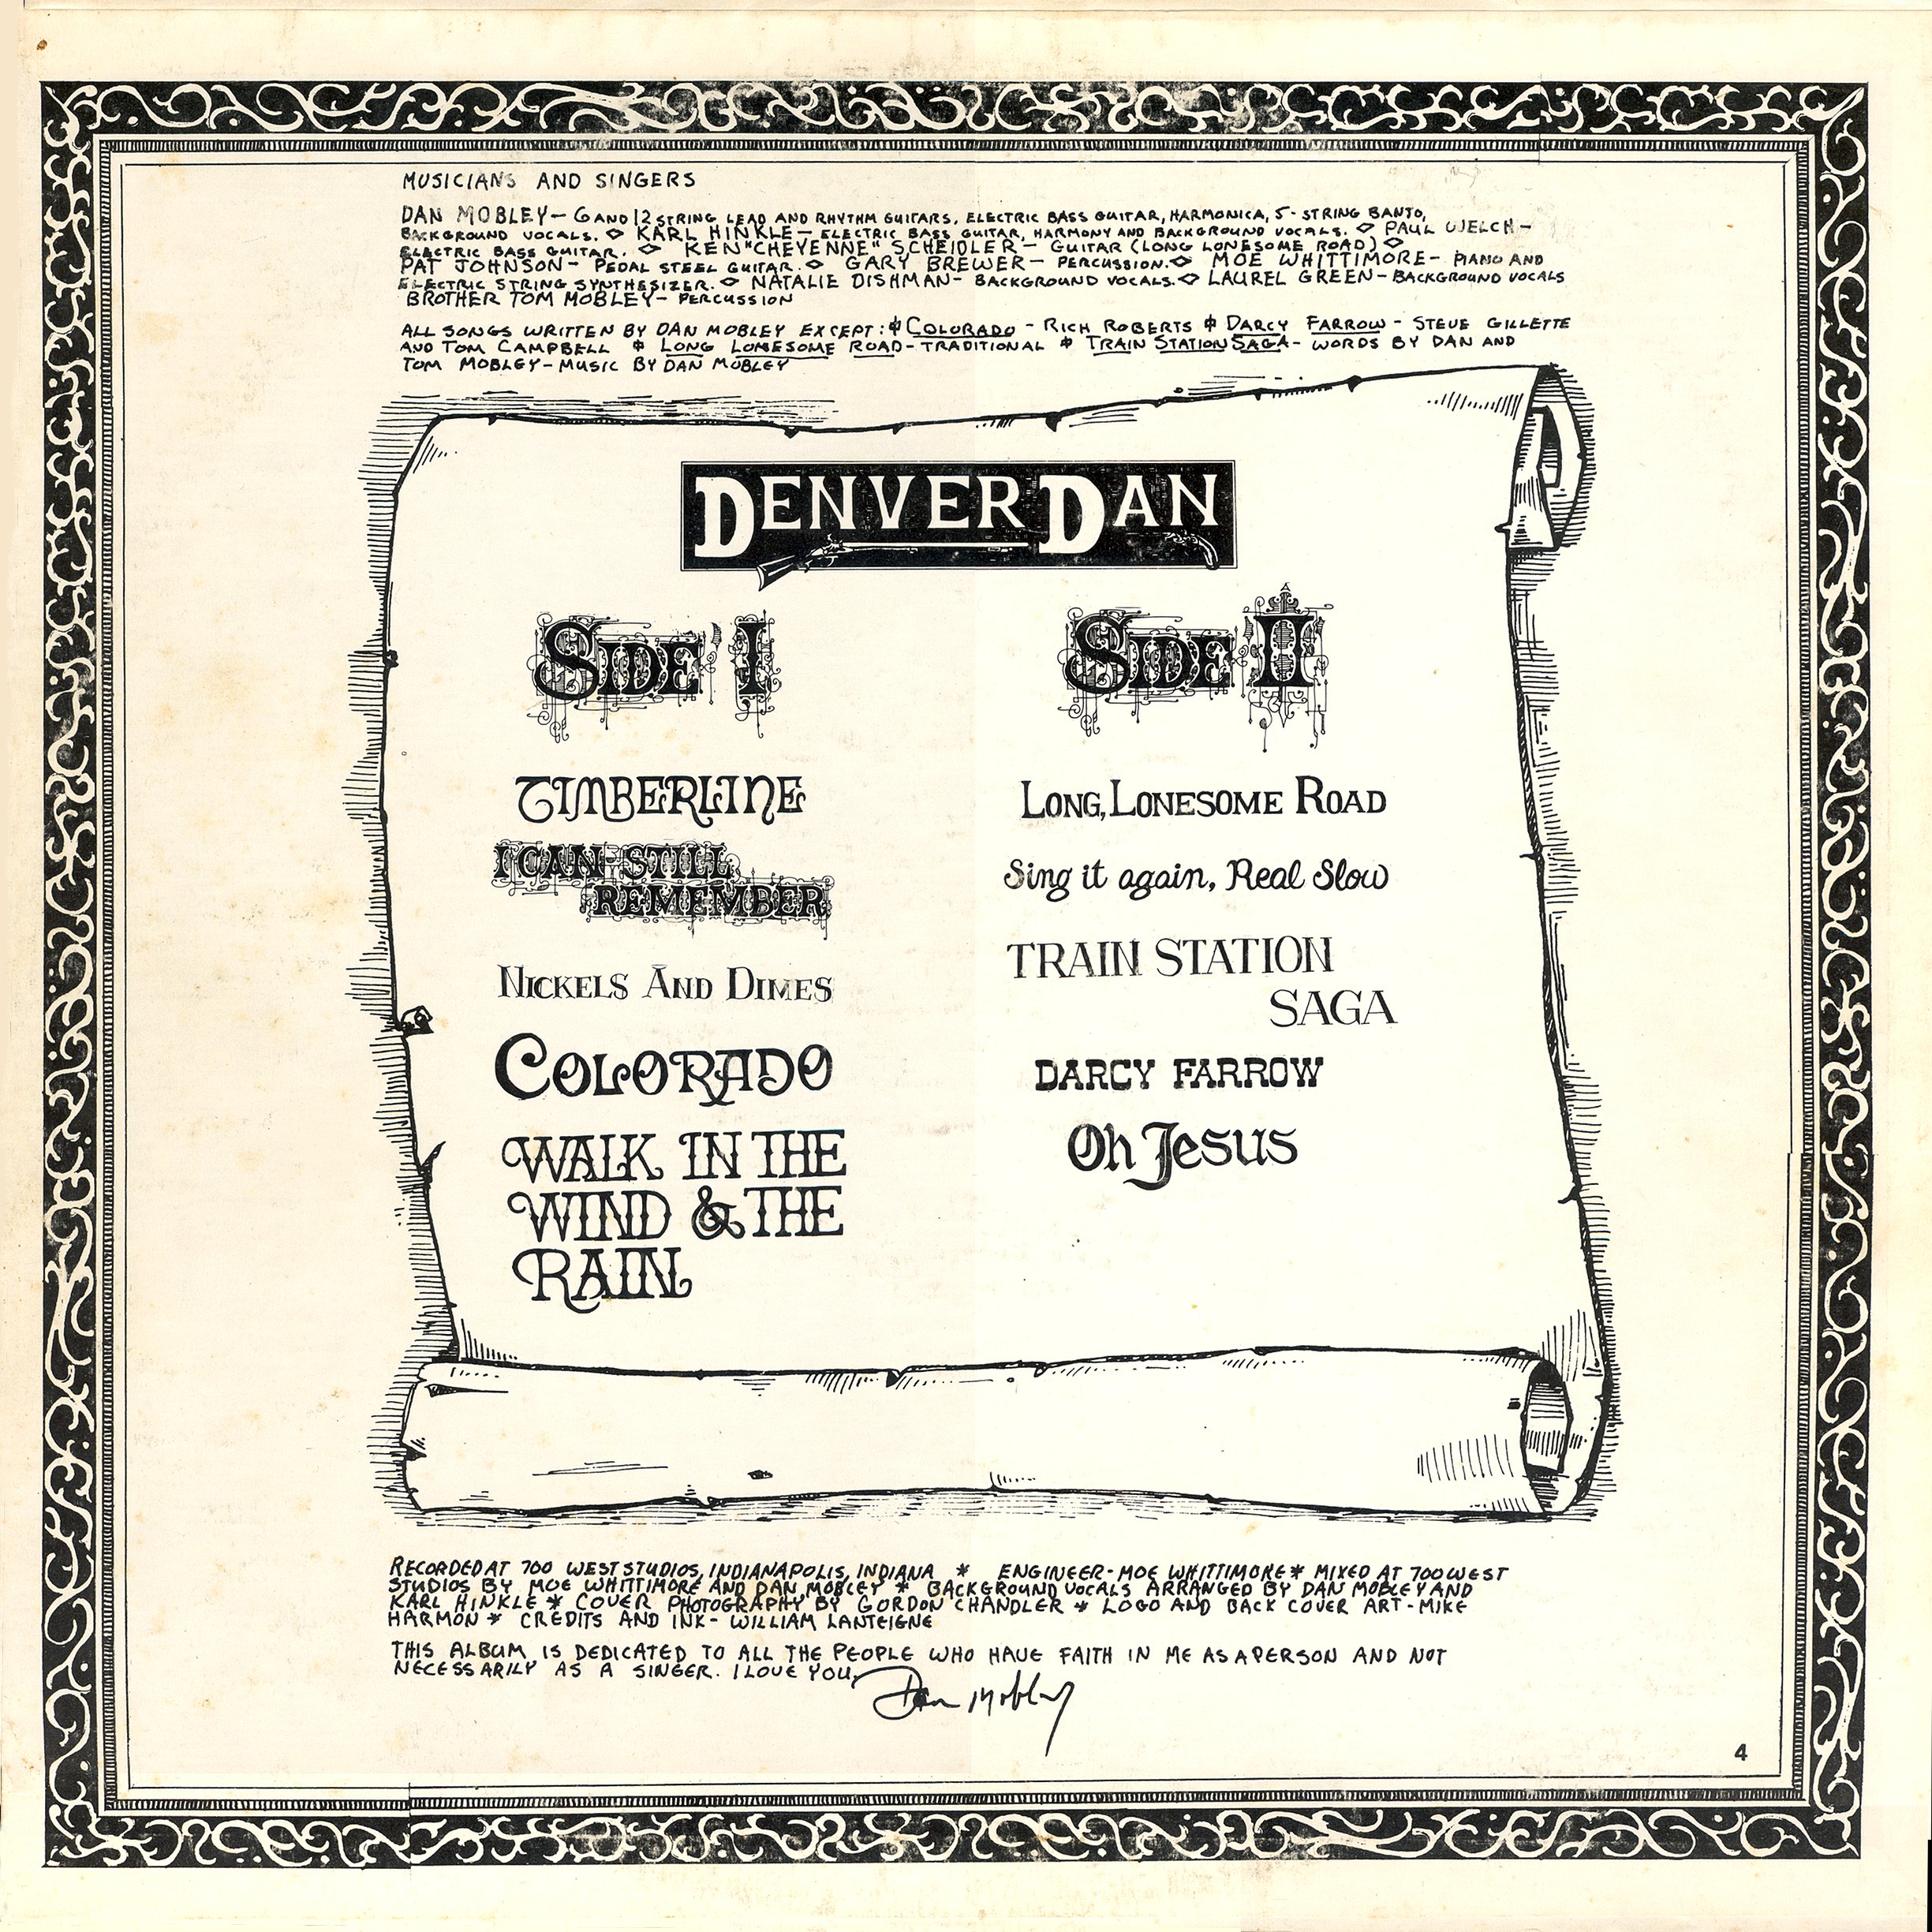 MUSICIANS AND SINGERS
DAN MOBLEY- 6 AND 12 STRING LEAD AND RHYTHM GUITARS, ELECTRIC BASS GUITAR, HARMONICA, 5-STRING BANJO,
BACKGROUND VOCALS. ◇ KARL HINKLE- ELECTRIC BASS GUITAR, HARMONY AND BACKGROUND VOCALS. ◇ PAUL WELCH-
ELECTRIC BASS GUITAR. ◇ KEN "CHEYENNE" SCHEIDLER- GUITAR (LONG LONESOME ROAD) ◇
PAT JOHNSON- PEDAL STEEL GUITAR. ◇ GARY BREWER- PERCUSSION. ◇ MOE WHITTIMORE- PIANO AND
ELECTRIC STRING SYNTHESIZER. ◇ NATALIE DISHMAN- BACKGROUND VOCALS. ◇ LAUREL GREEN- BACKGROUND VOCALS
BROTHER TOM MOBLEY- PERCUSSION
ALL SONGS WRITTEN BY DAN MOBLEY EXCEPT: ¢ COLORADO - RICH ROBERTS ¢ DARCY FARROW - STEVE GILLETTE
AND TOM CAMPBELL ¢ LONG LONESOME ROAD- TRADITIONAL ¢ TRAIN STATION SAGA- WORDS BY DAN AND
TOM MOBLEY- MUSIC BY DAN MOBLEY
DENVER DAN
SIDE I
TIMBERLINE
I CAN STILL
REMEMBER
NICKELS AND DIMES
COLORADO
WALK IN THE
WIND & THE
RAIN
SIDE II
LONG, LONESOME ROAD
Sing it again, Real Slow
TRAIN STATION
SAGA
DARCY FARROW
Oh Jesus
RECORDED AT 700 WEST STUDIOS, INDIANAPOLIS, INDIANA * ENGINEER- MOE WHITTIMORE * MIXED AT 700 WEST
STUDIOS BY MOE WHITTIMORE AND DAN MOBLEY * BACKGROUND VOCALS ARRANGED BY DAN MOBLEY AND
KARL HINKLE * COVER PHOTOGRAPHY BY GORDON CHANDLER * LOGO AND BACK COVER ART- MIKE
HARMON * CREDITS AND INK- WILLIAM LANTEIGNE
THIS ALBUM IS DEDICATED TO ALL THE PEOPLE WHO HAVE FAITH IN ME AS A PERSON AND NOT
NECESSARILY AS A SINGER. I LOVE YOU,
Dan Mobley
4